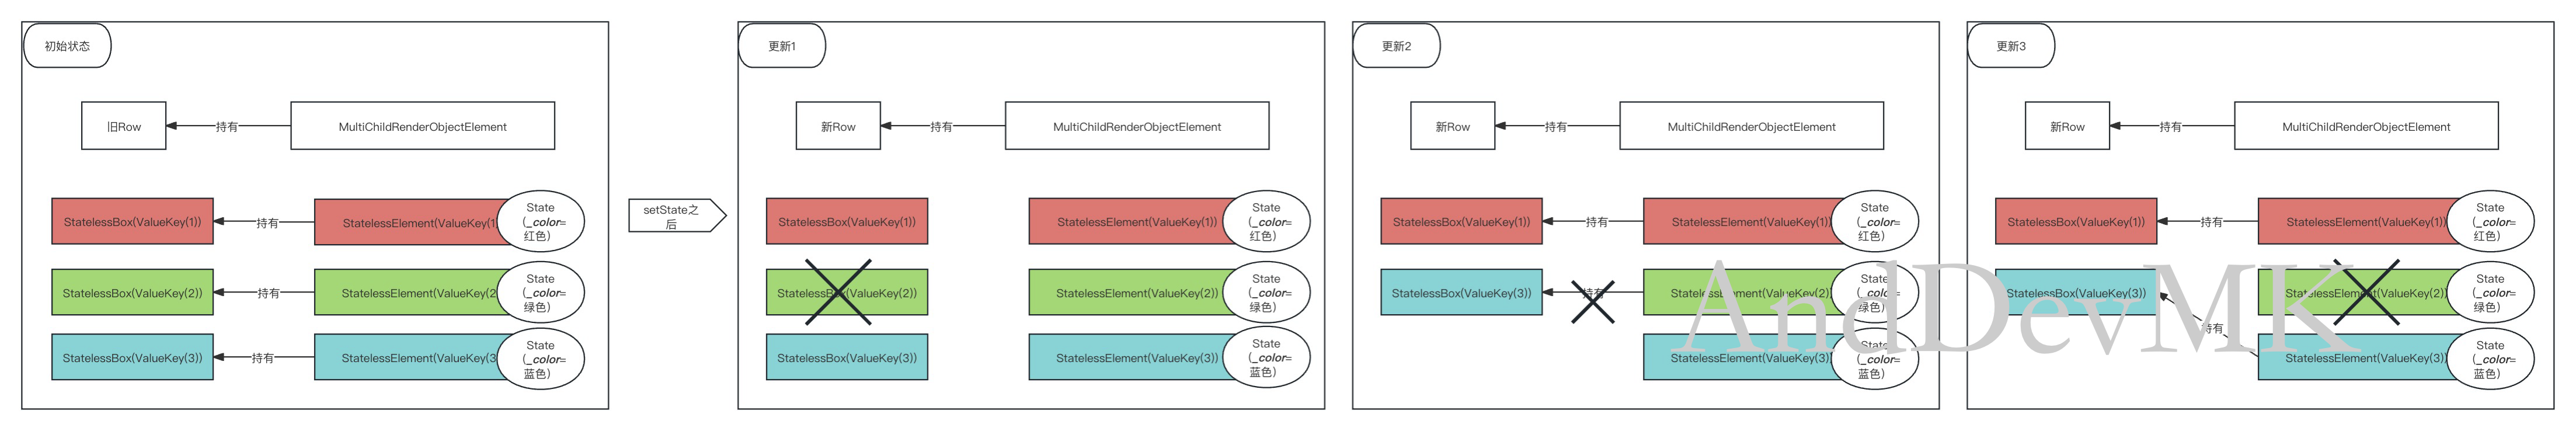 初始状态
旧Row
持有
MultiChildRenderObjectElement
StatelessBox(ValueKey(1))
持有
StatelessElement(ValueKey(1
State
(_color=
红色)
StatelessBox(ValueKey(2))
持有
StatelessElement(ValueKey(2
State
(_color=
绿色)
StatelessBox(ValueKey(3))
持有
StatelessElement(ValueKey(3
State
(_color=
蓝色)
setState之
后
更新1
新Row
持有
MultiChildRenderObjectElement
StatelessBox(ValueKey(1))
StatelessElement(ValueKey(1))
State
(_color=
红色)
StatelessBox(ValueKey(2))
StatelessElement(ValueKey(2))
State
(_color=
绿色)
StatelessBox(ValueKey(3))
StatelessElement(ValueKey(3))
State
(_color=
蓝色)
更新2
新Row
持有
MultiChildRenderObjectElement
StatelessBox(ValueKey(1))
持有
StatelessElement(ValueKey(1))
State
(_color=
红色)
StatelessBox(ValueKey(3))
持有
StatelessElement(ValueKey(2))
State
(_color=
绿色)
StatelessElement(ValueKey(3))
State
(_color=
蓝色)
更新3
新Row
持有
MultiChildRenderObjectElement
StatelessBox(ValueKey(1))
持有
StatelessElement(ValueKey(1))
State
(_color=
红色)
StatelessBox(ValueKey(3))
持有
StatelessElement(ValueKey(2))
State
(_color=
绿色)
StatelessElement(ValueKey(3))
State
(_color=
蓝色)
AndDevMK